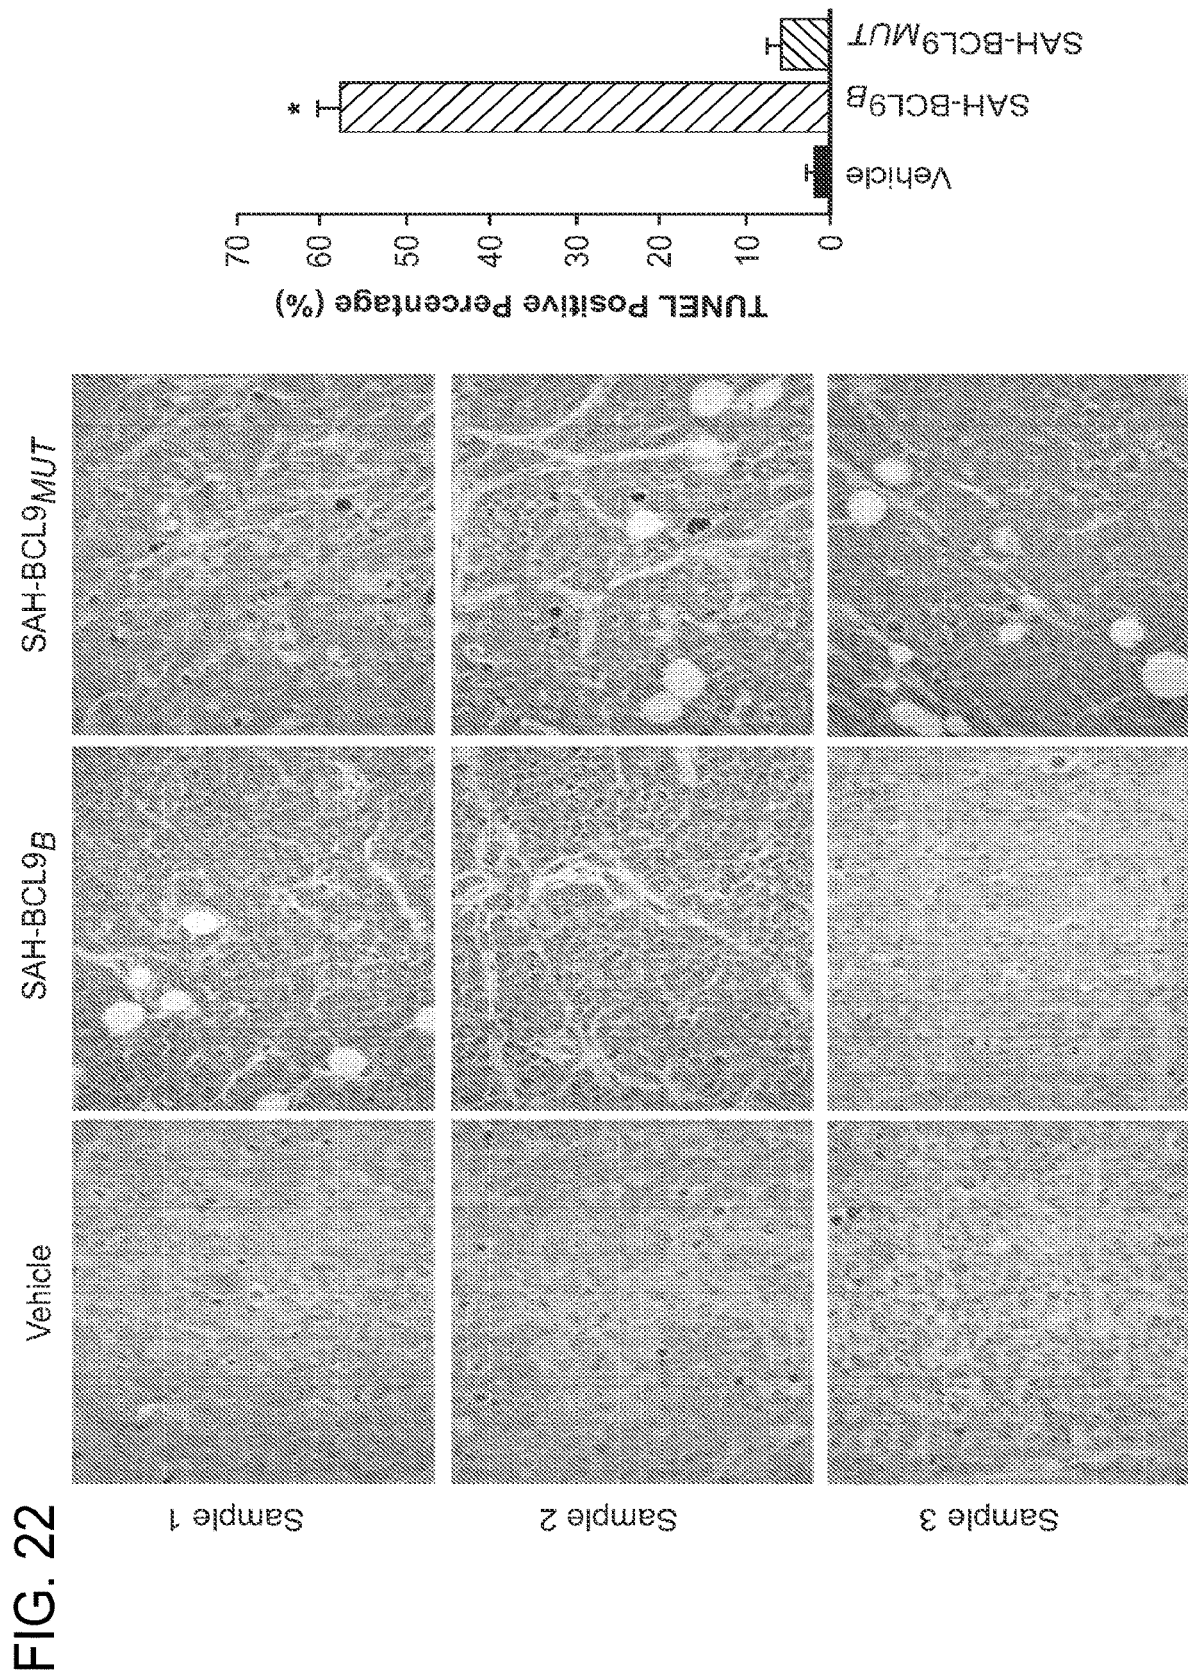 FIG. 22
Vehicle
SAH-BCL9B
SAH-BCL9MUT
Sample 1
Sample 2
Sample 3
TUNEL Positive Percentage (%)
70
60
50
40
30
20
10
0
*
Vehicle
SAH-BCL9B
SAH-BCL9MUT